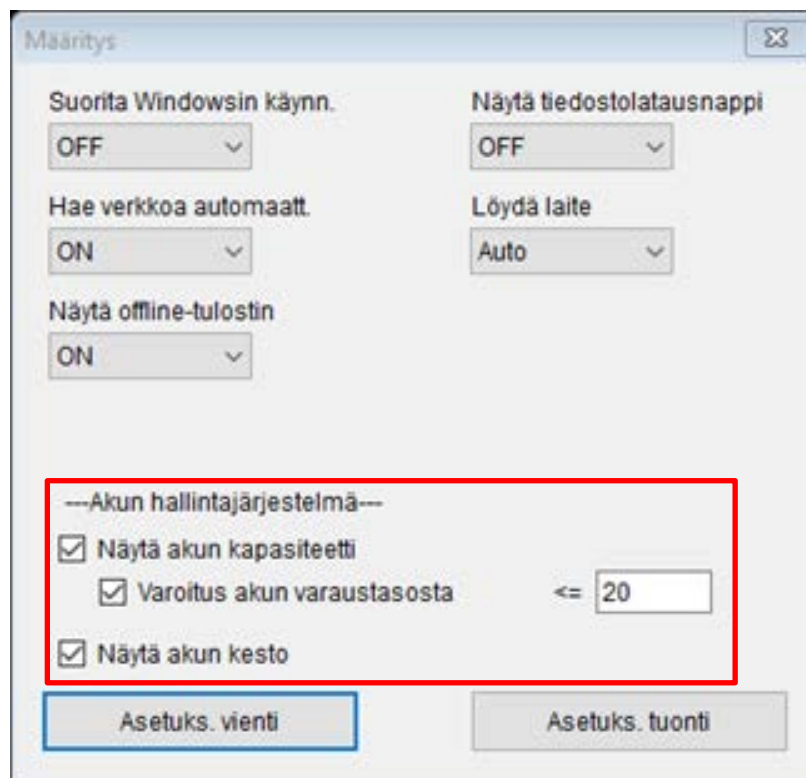 Määritys
Suorita Windowsin käynn.
Näytä tiedostolatausnappi
OFF
OFF
Hae verkkoa automaatt.
Löydä laite
ON
Auto
Näytä offline-tulostin
ON
---Akun hallintajärjestelmä---
Näytä akun kapasiteetti
Varoitus akun varaustasosta <= 20
Näytä akun kesto
Asetuks. vienti
Asetuks. tuonti